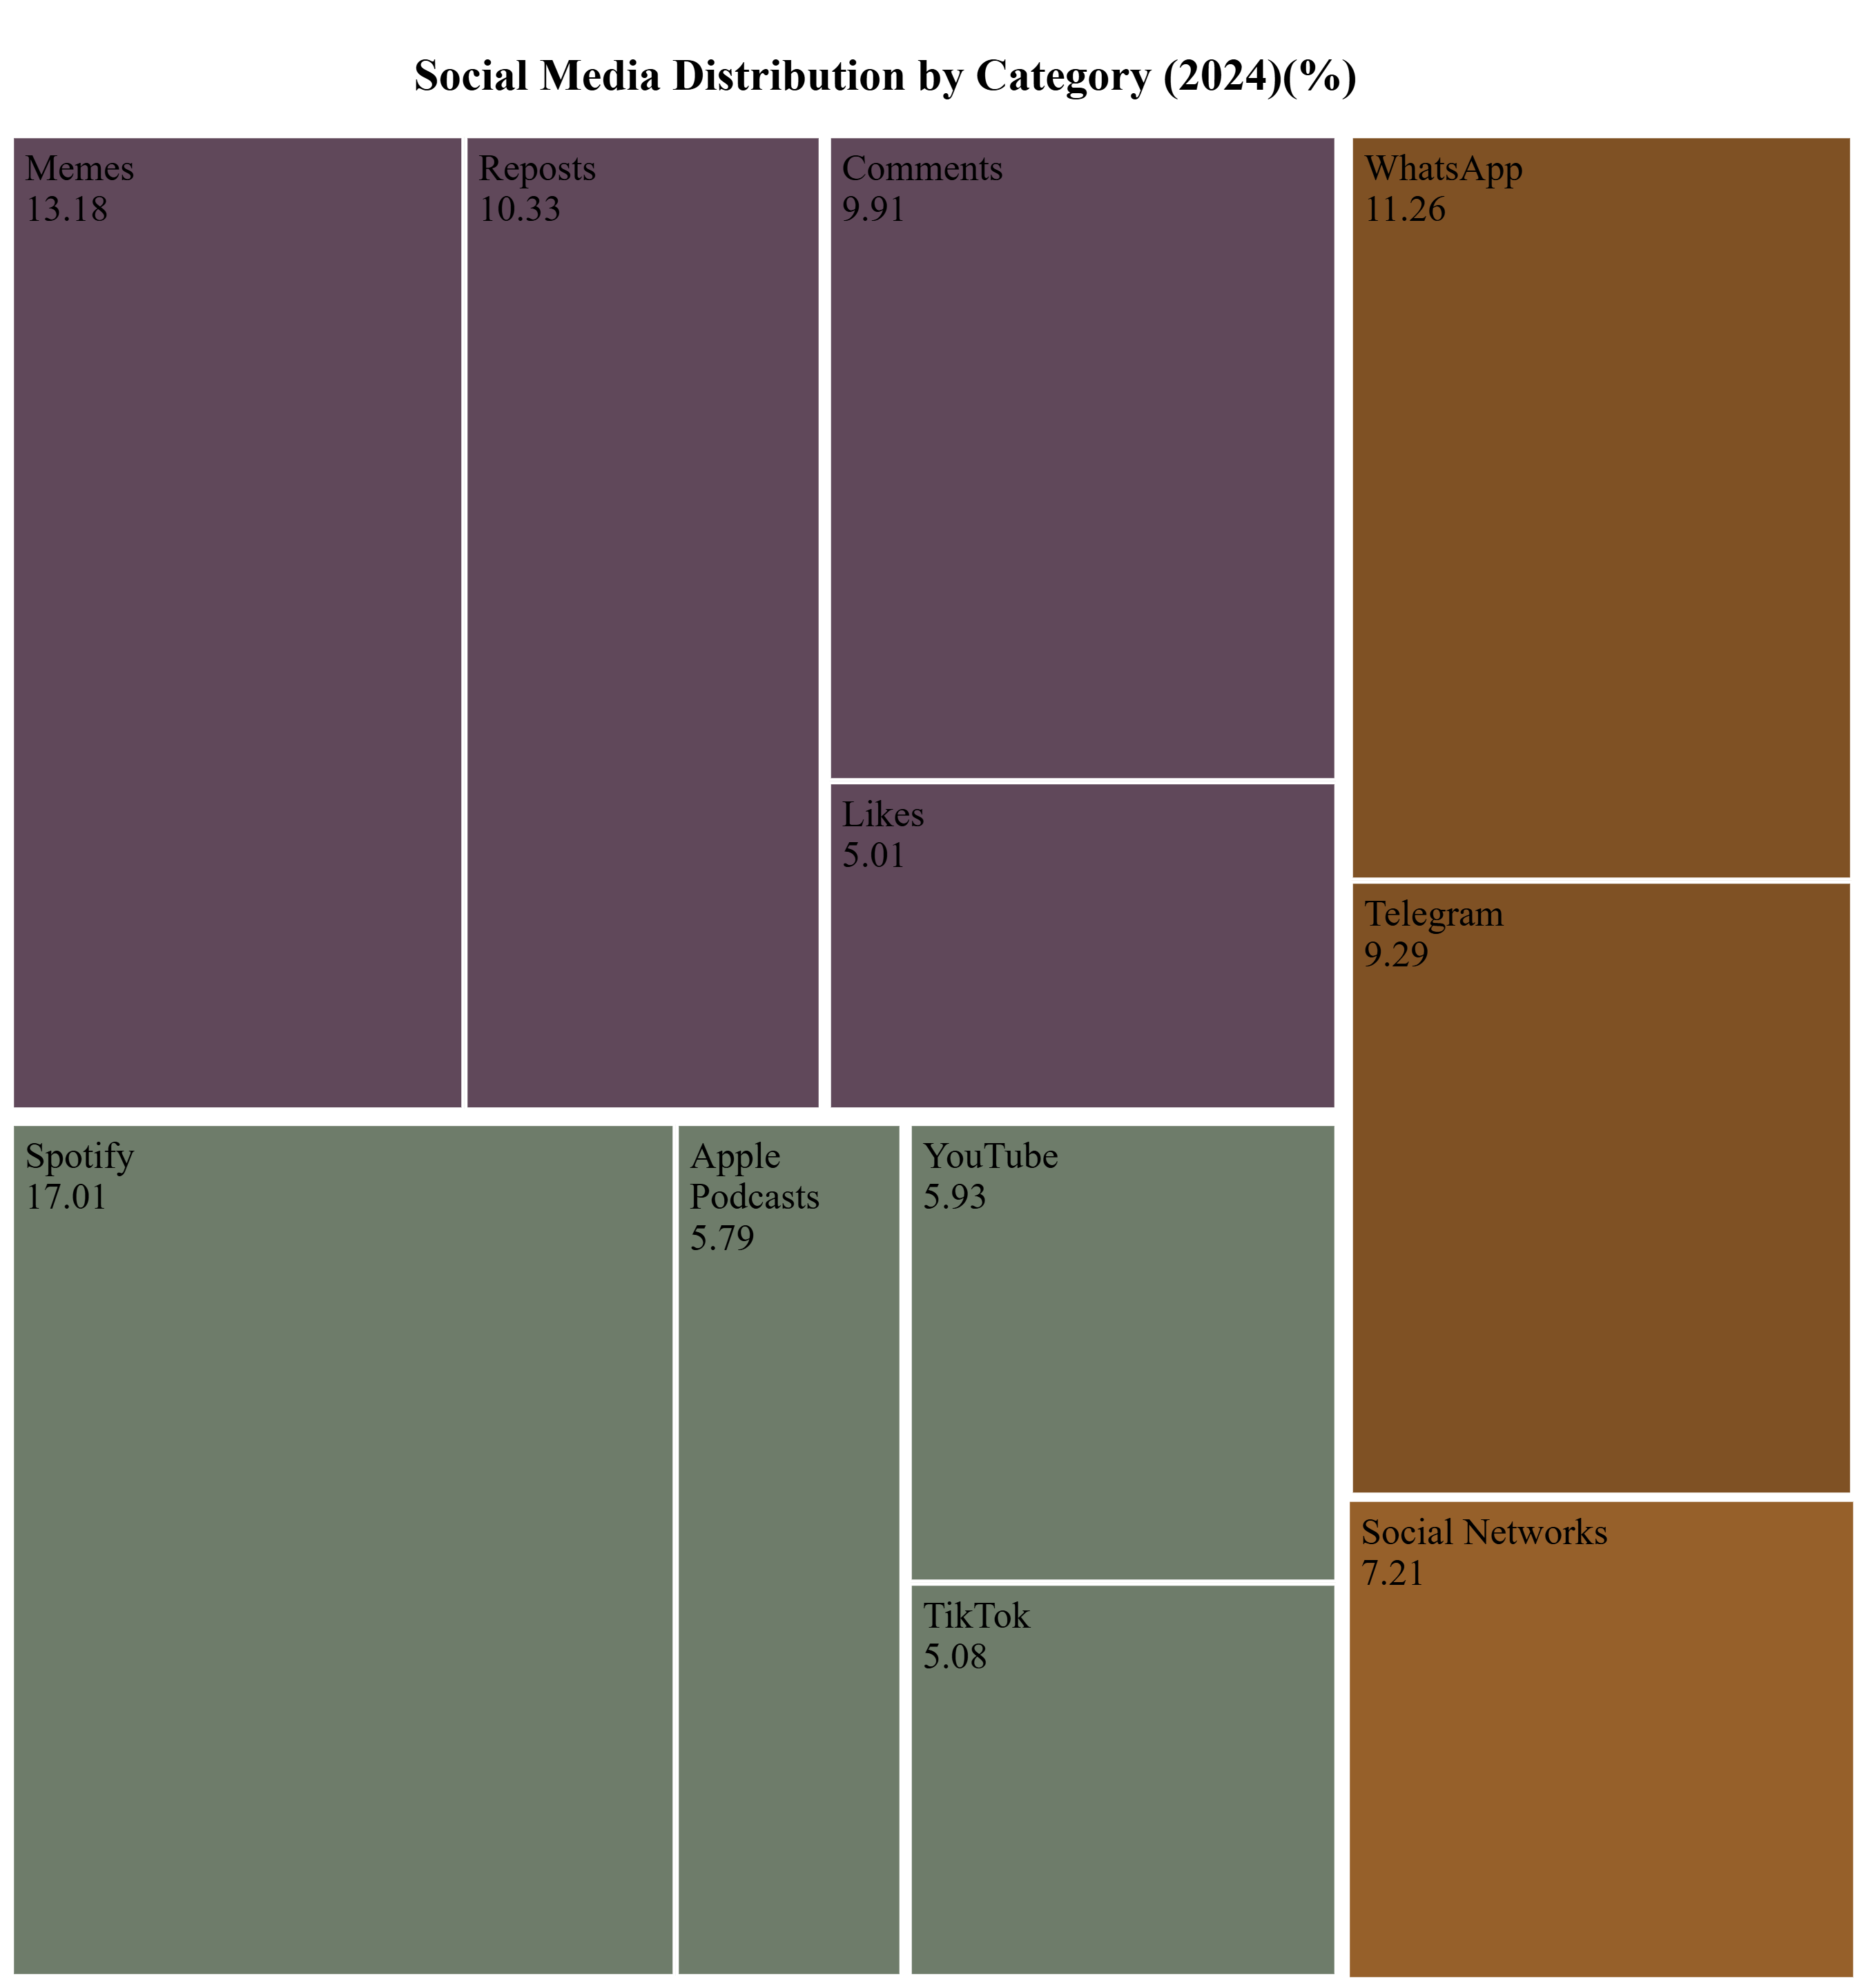 Social Media Distribution by Category (2024)(%)
Memes
13.18
Reposts
10.33
Comments
9.91
Likes
5.01
WhatsApp
11.26
Telegram
9.29
Social Networks
7.21
Spotify
17.01
Apple
Podcasts
5.79
YouTube
5.93
TikTok
5.08